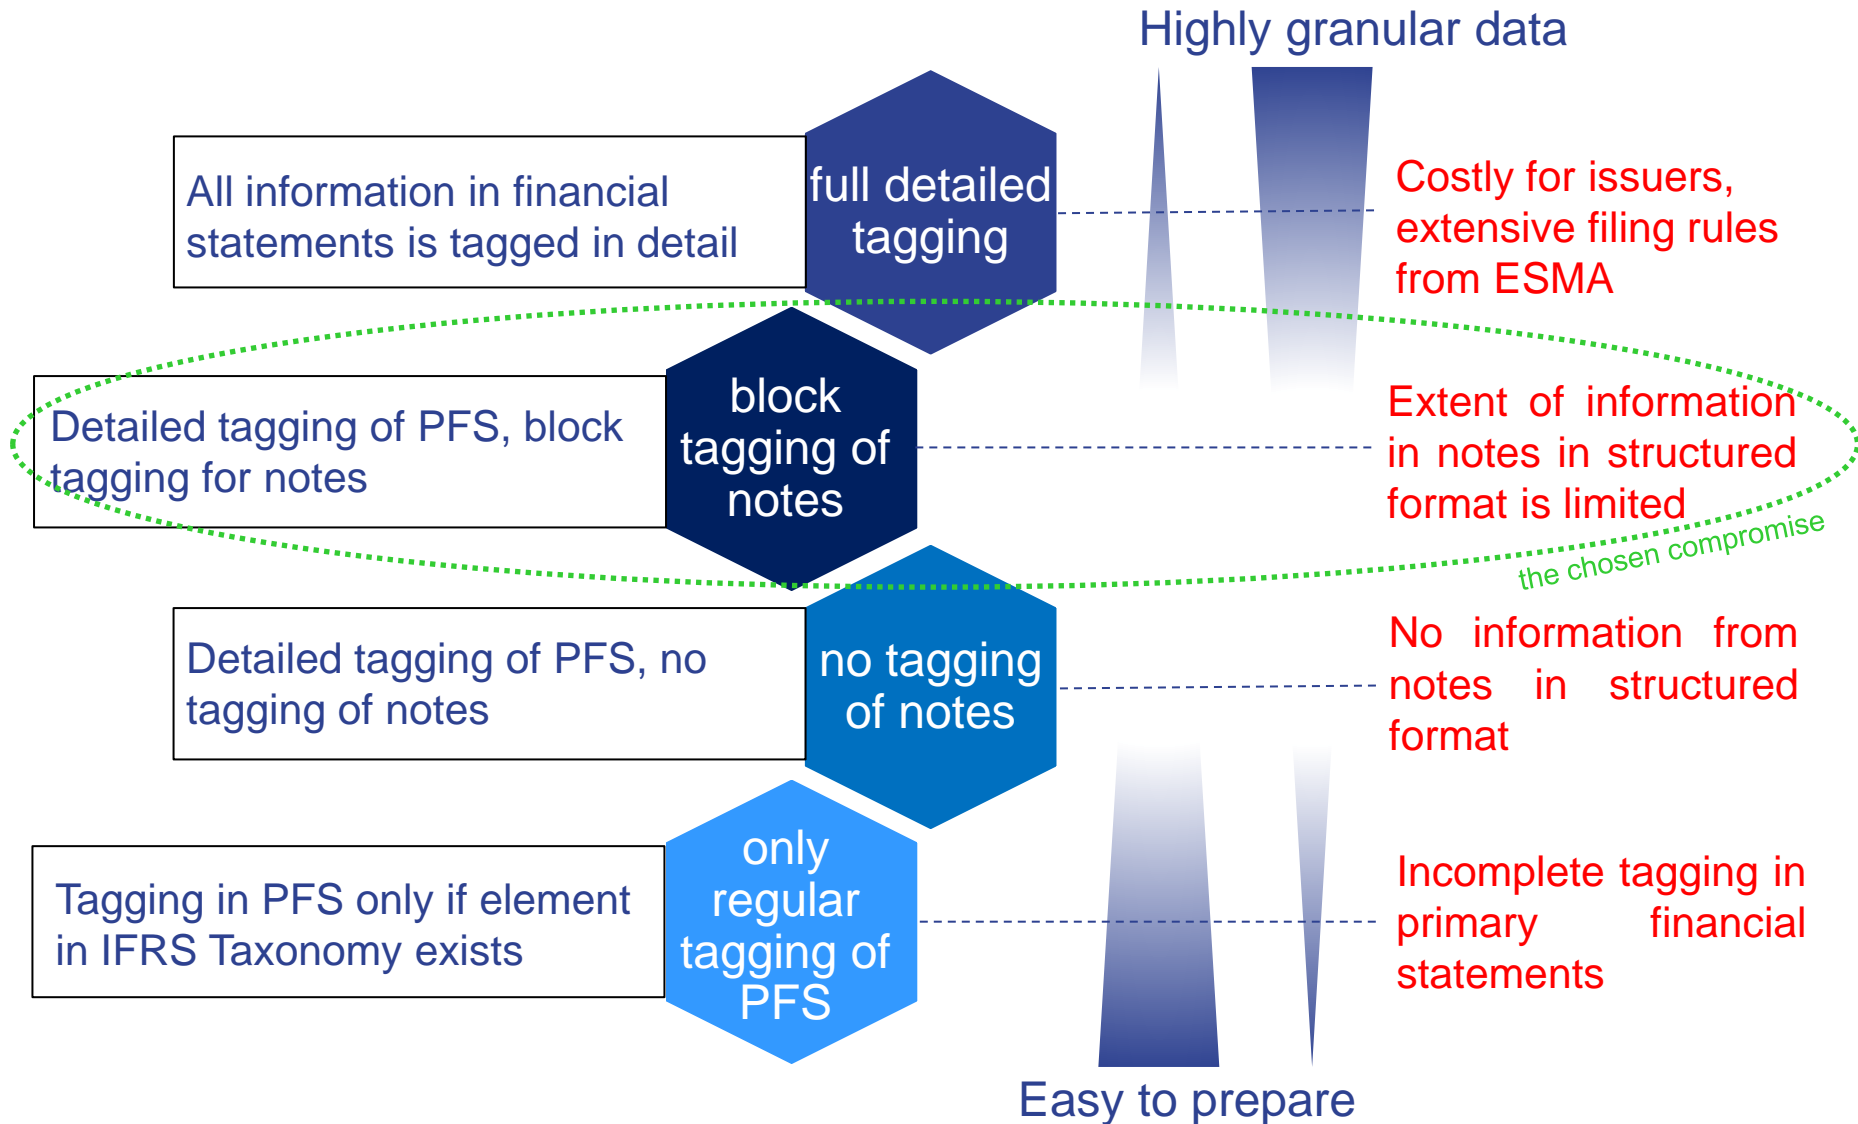 Highly granular data
All information in financial
statements is tagged in detail
full detailed
tagging
Costly for issuers,
extensive filing rules
from ESMA
Detailed tagging of PFS, block
tagging for notes
block
tagging of
notes
Extent of information
in notes in structured
format is limited
the chosen compromise
Detailed tagging of PFS, no
tagging of notes
no tagging
of notes
No information from
notes in structured
format
Tagging in PFS only if element
in IFRS Taxonomy exists
only
regular
tagging of
PFS
Incomplete tagging in
primary financial
statements
Easy to prepare